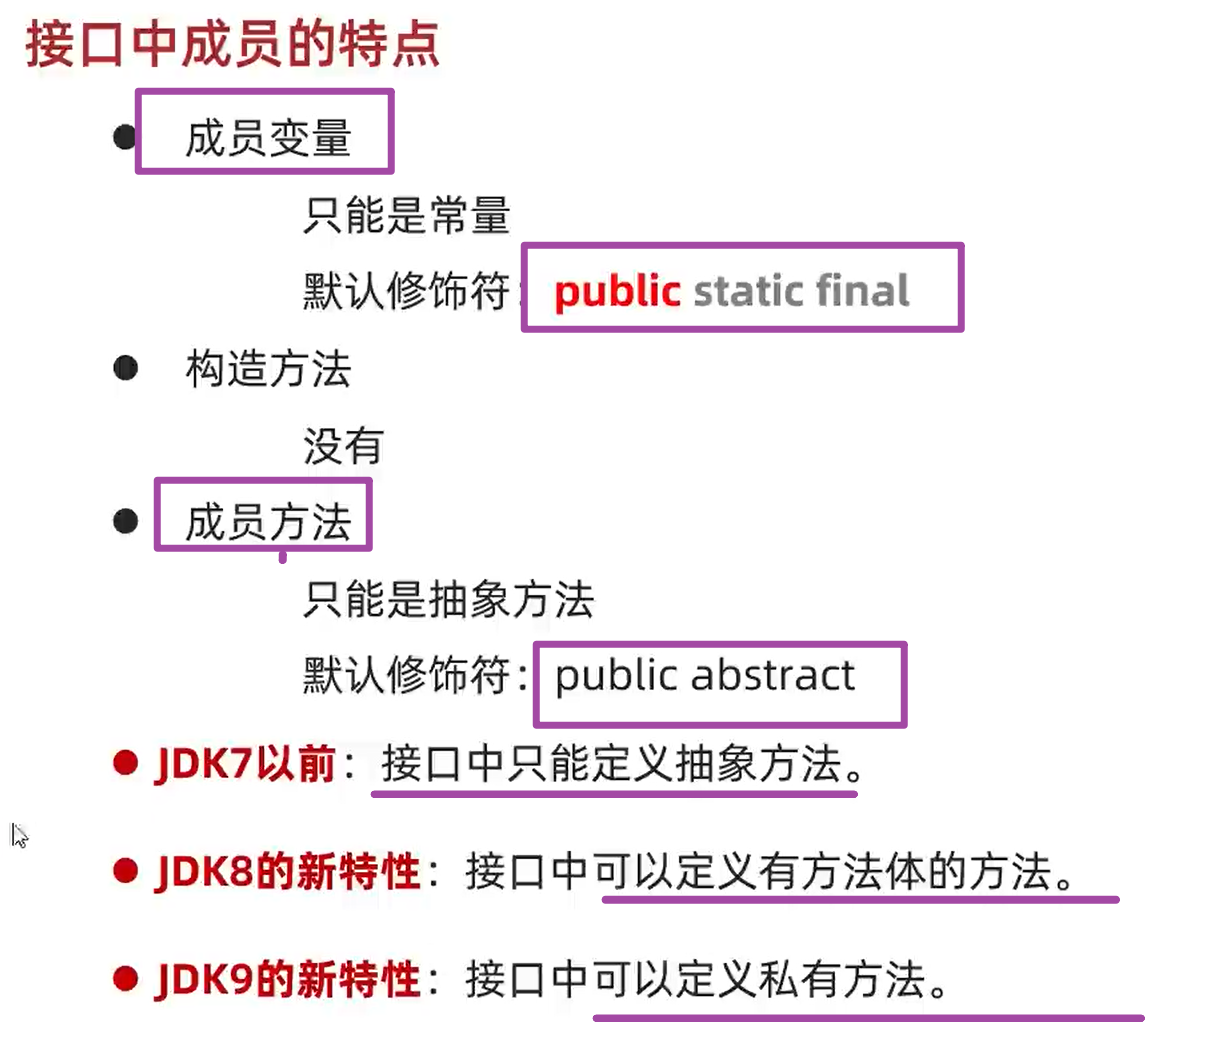 接口中成员的特点
成员变量
只能是常量
默认修饰符：public static final
构造方法
没有
成员方法
只能是抽象方法
默认修饰符：public abstract
JDK7以前：接口中只能定义抽象方法。
JDK8的新特性：接口中可以定义有方法体的方法。
JDK9的新特性：接口中可以定义私有方法。